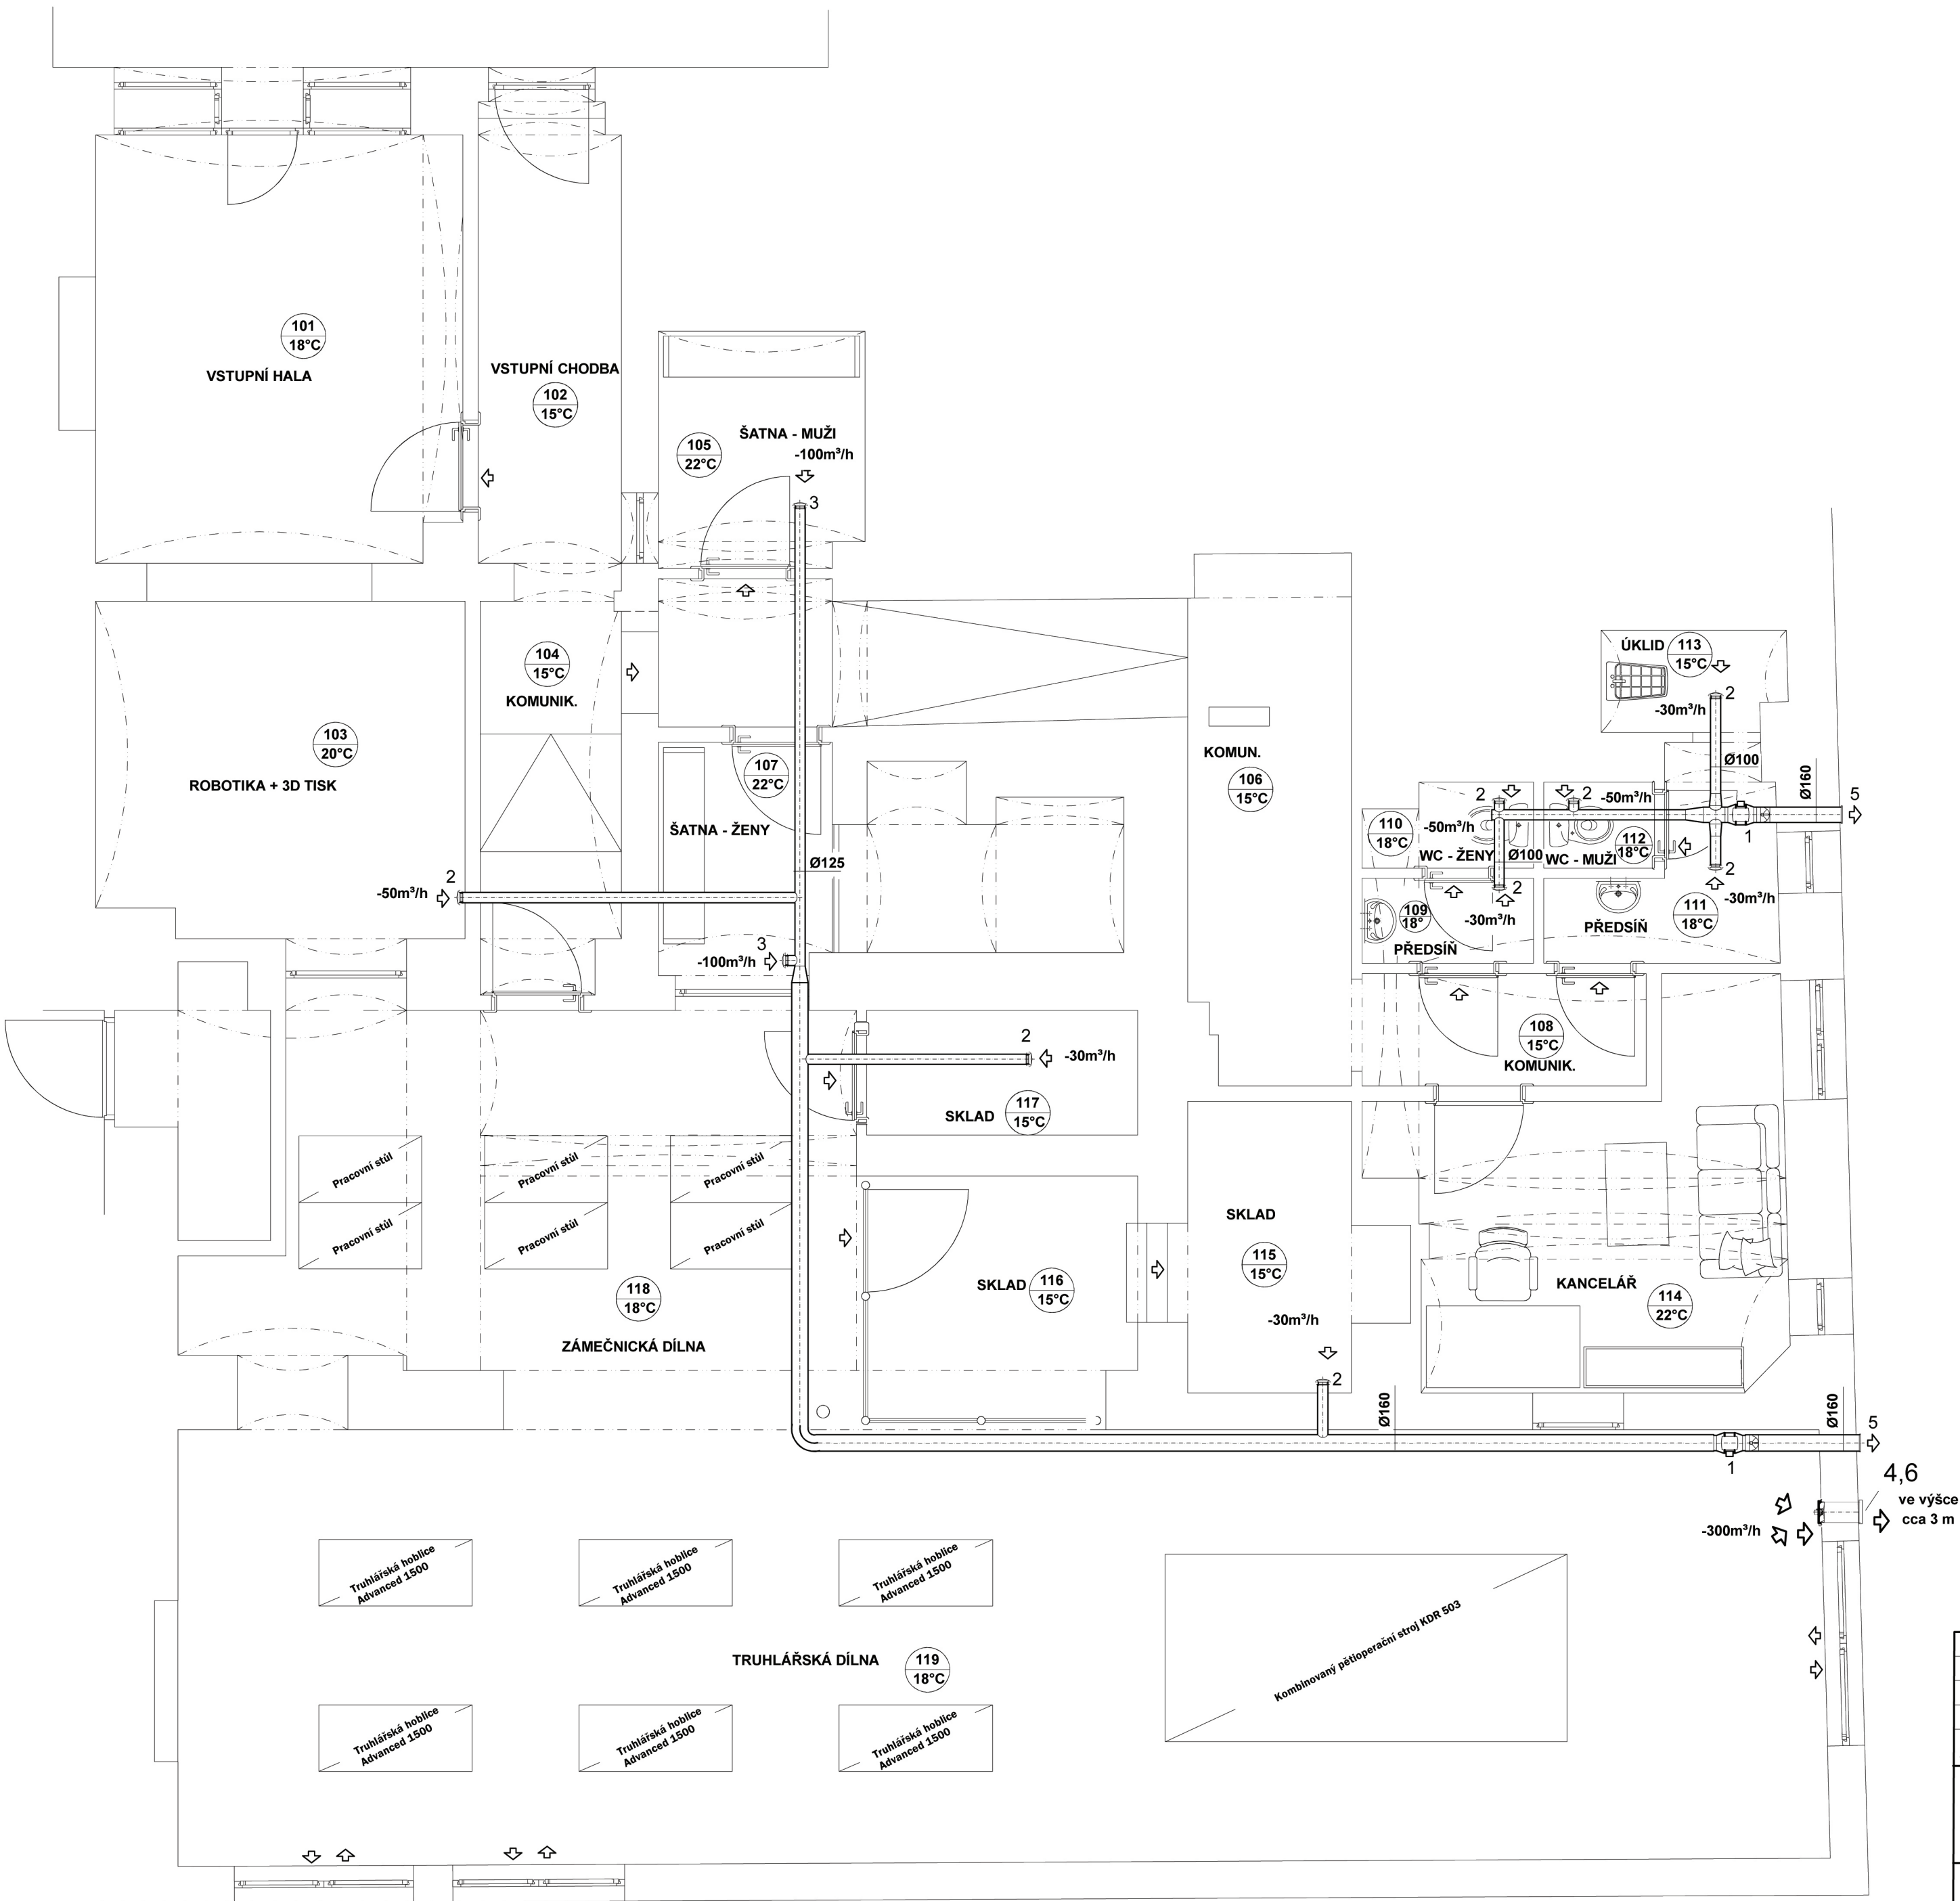 101
18°C
VSTUPNÍ HALA
VSTUPNÍ CHODBA
102
15°C
105
22°C
ŠATNA - MUŽI
-100m³/h
3
104
15°C
KOMUNIK.
103
20°C
ROBOTIKA + 3D TISK
107
22°C
ŠATNA - ŽENY
Ø125
2
-50m³/h
3
-100m³/h
KOMUN.
106
15°C
ÚKLID
113
15°C
2
-30m³/h
Ø100
Ø160
5
1
2
2
-50m³/h
110
18°C
-50m³/h
WC - ŽENY
Ø100
WC - MUŽI
112
18°C
2
2
109
18°
-30m³/h
PŘEDSÍŇ
-30m³/h
111
18°C
PŘEDSÍŇ
108
15°C
KOMUNIK.
2
-30m³/h
SKLAD
117
15°C
Pracovní stůl
Pracovní stůl
Pracovní stůl
Pracovní stůl
Pracovní stůl
Pracovní stůl
118
18°C
ZÁMEČNICKÁ DÍLNA
SKLAD
116
15°C
SKLAD
115
15°C
-30m³/h
2
KANCELÁŘ
114
22°C
Ø160
Ø160
5
1
4,6
ve výšce
cca 3 m
-300m³/h
Truhlářská hoblice
Advanced 1500
Truhlářská hoblice
Advanced 1500
Truhlářská hoblice
Advanced 1500
Kombinovaný pětioperační stroj KDR 503
TRUHLÁŘSKÁ DÍLNA
119
18°C
Truhlářská hoblice
Advanced 1500
Truhlářská hoblice
Advanced 1500
Truhlářská hoblice
Advanced 1500